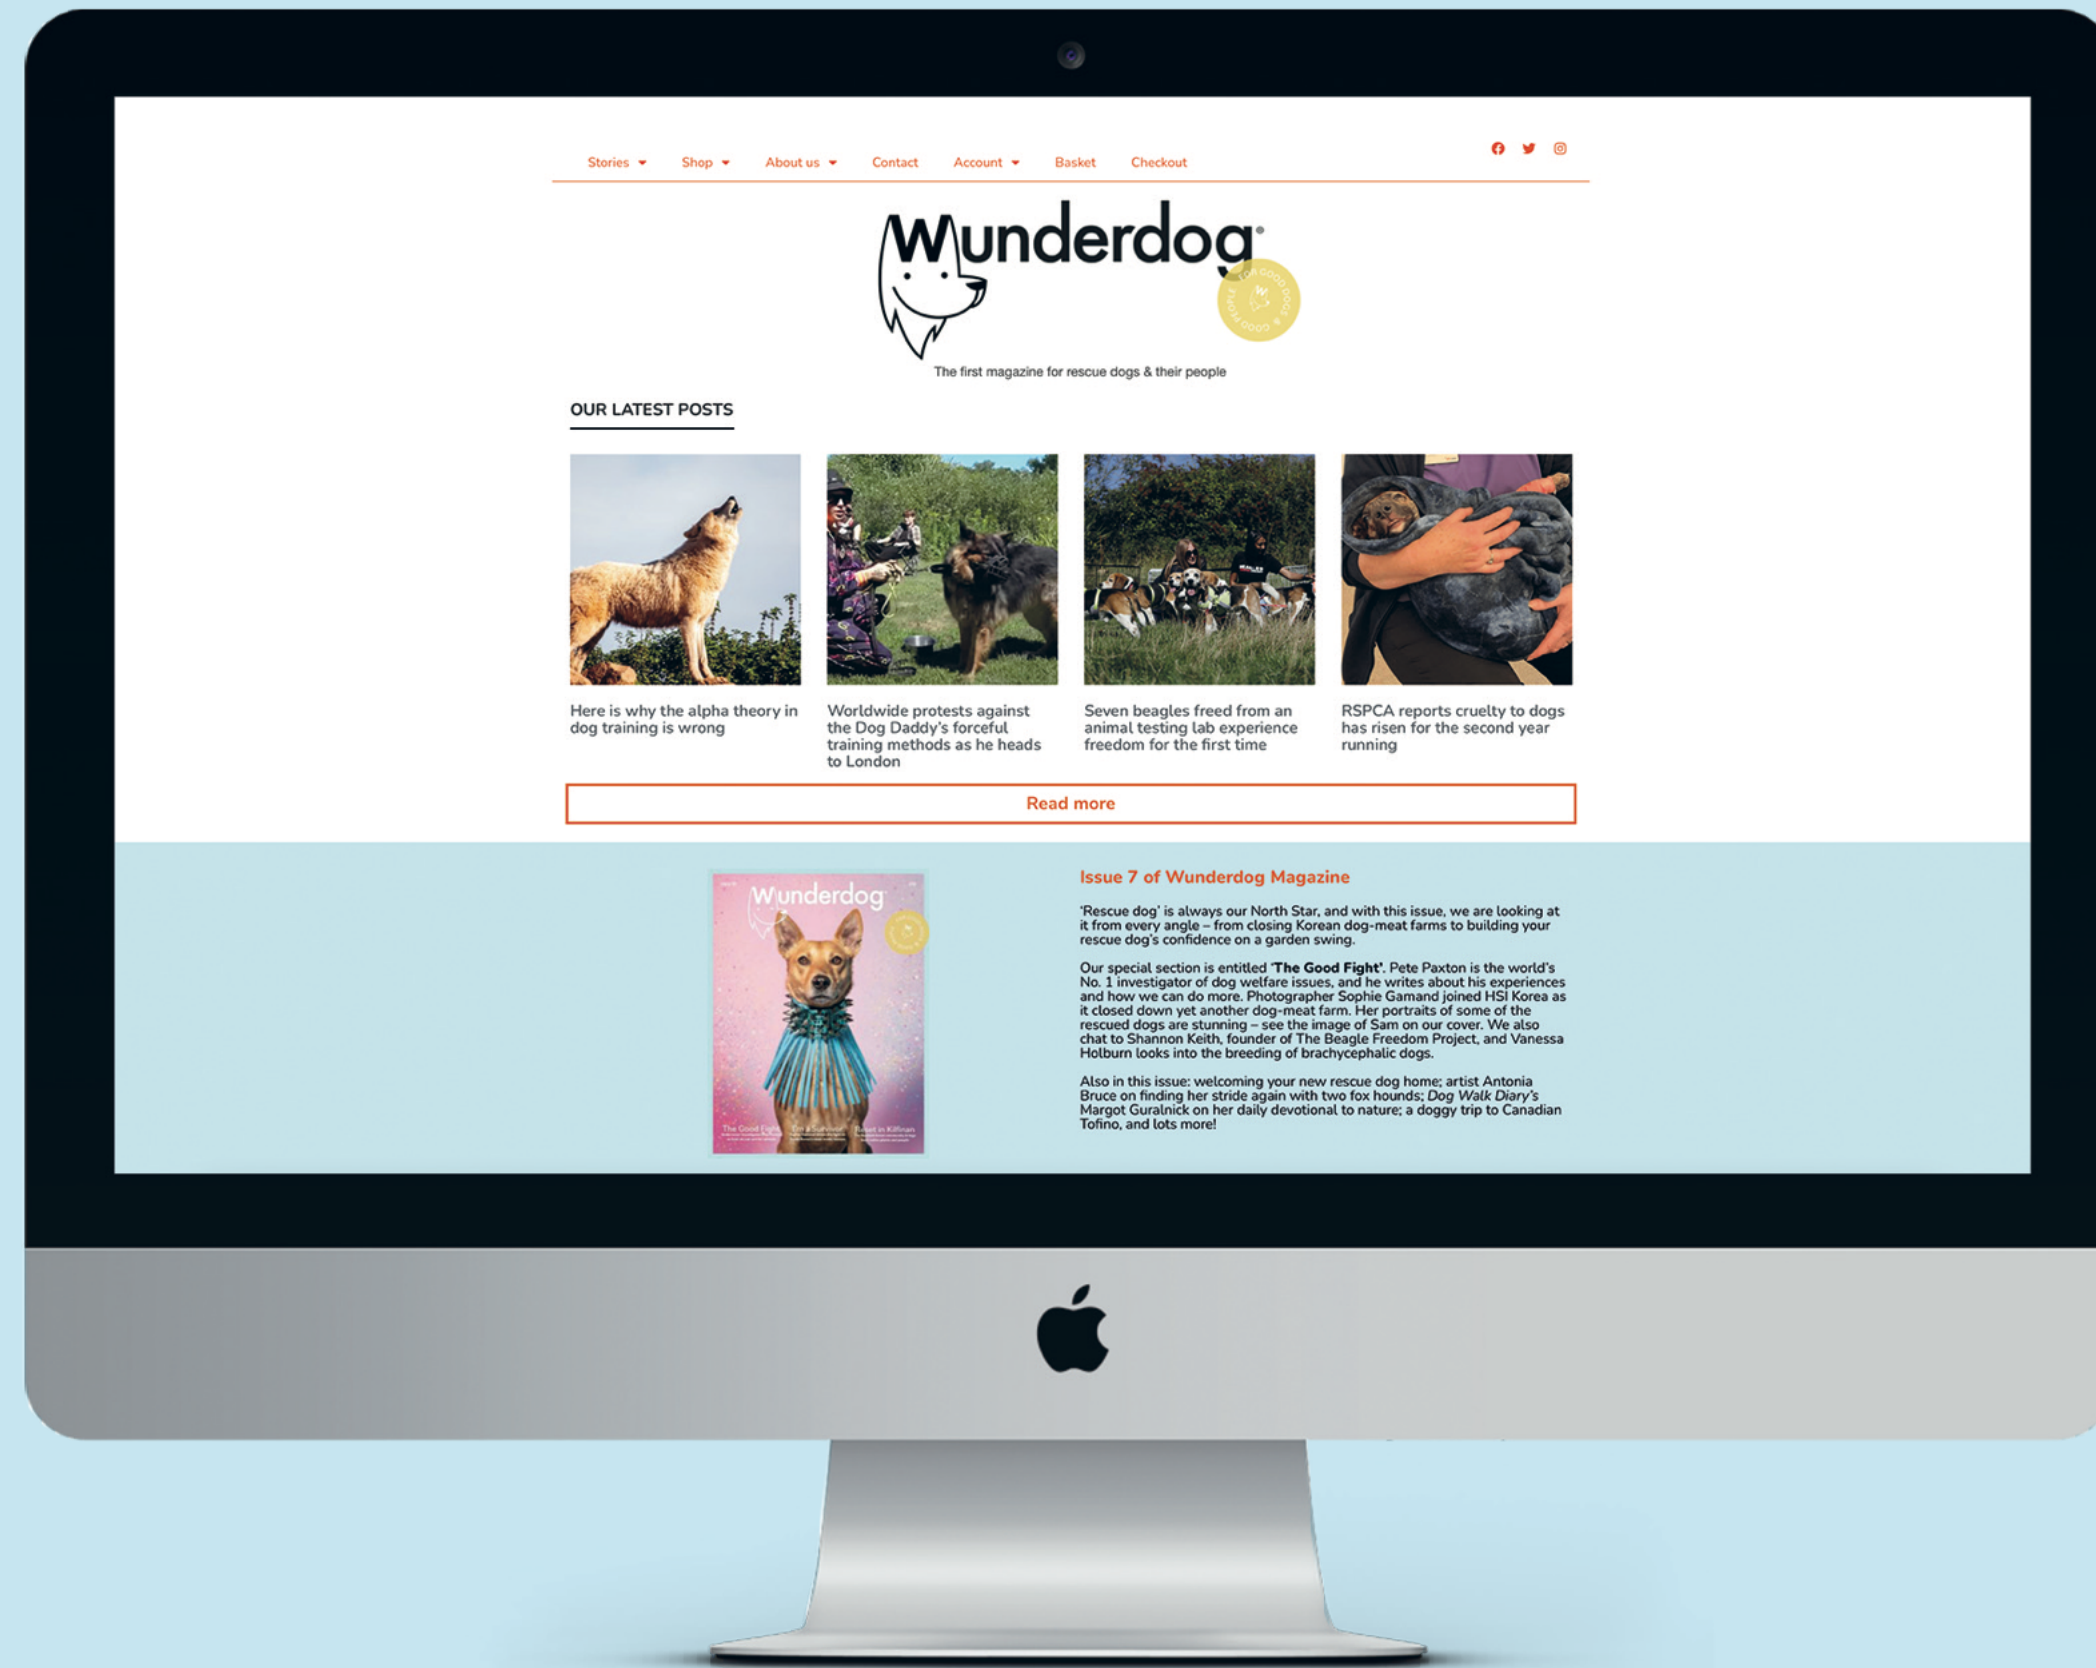 Stories
Shop
About us
Contact
Account
Basket
Checkout
Wunderdog
FOR GOOD DOGS & GOOD PEOPLE
W
The first magazine for rescue dogs & their people
OUR LATEST POSTS
Here is why the alpha theory in
dog training is wrong
Worldwide protests against
the Dog Daddy's forceful
training methods as he heads
to London
Seven beagles freed from an
animal testing lab experience
freedom for the first time
RSPCA reports cruelty to dogs
has risen for the second year
running
Read more
Wunderdog
The Good Fight
I'm a Survivor
in Kilfinan
Issue 7 of Wunderdog Magazine
'Rescue dog' is always our North Star, and with this issue, we are looking at
it from every angle – from closing Korean dog-meat farms to building your
rescue dog's confidence on a garden swing.
Our special section is entitled 'The Good Fight'. Pete Paxton is the world's
No. 1 investigator of dog welfare issues, and he writes about his experiences
and how we can do more. Photographer Sophie Gamand joined HSI Korea as
it closed down yet another dog-meat farm. Her portraits of some of the
rescued dogs are stunning – see the image of Sam on our cover. We also
chat to Shannon Keith, founder of The Beagle Freedom Project, and Vanessa
Holburn looks into the breeding of brachycephalic dogs.
Also in this issue: welcoming your new rescue dog home; artist Antonia
Bruce on finding her stride again with two fox hounds; Dog Walk Diary's
Margot Guralnick on her daily devotional to nature; a doggy trip to Canadian
Tofino, and lots more!